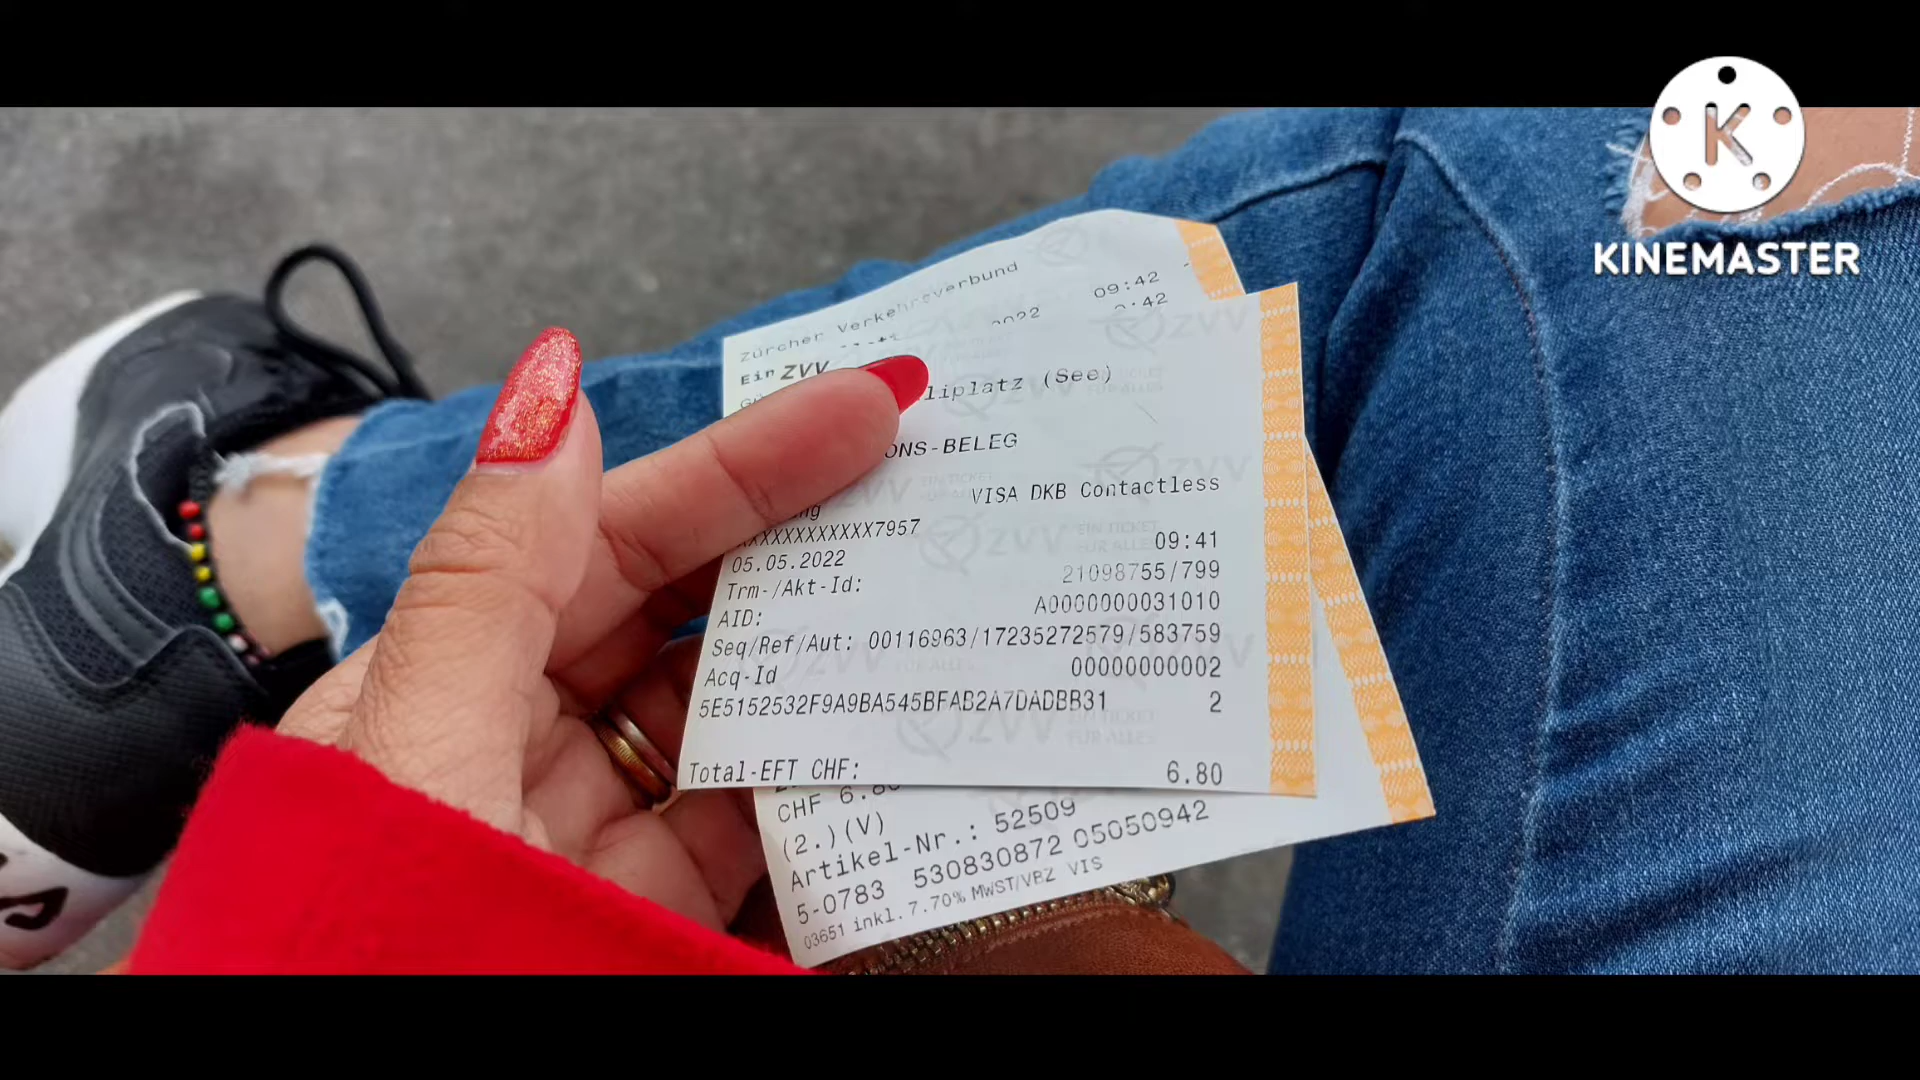 KINEMASTER
Zürcher Verkehrsverbund
09:42
Ein ZVV
liplatz (See)
ONS-BELEG
VISA DKB Contactless
XXXXXXXXXXXX7957
05.05.2022 09:41
Trm-/Akt-Id: 21098755/799
AID: A0000000031010
Seq/Ref/Aut: 00116963/17235272579/583759
Acq-Id 00000000002
5E5152532F9A9BA545BFAB2A7DADBB31 2
Total-EFT CHF: 6.80
CHF 6.80
(2.)(V)
Artikel-Nr.: 52509
5-0783 530830872 05050942
03651 inkl.7.70% MWST/VBZ VIS